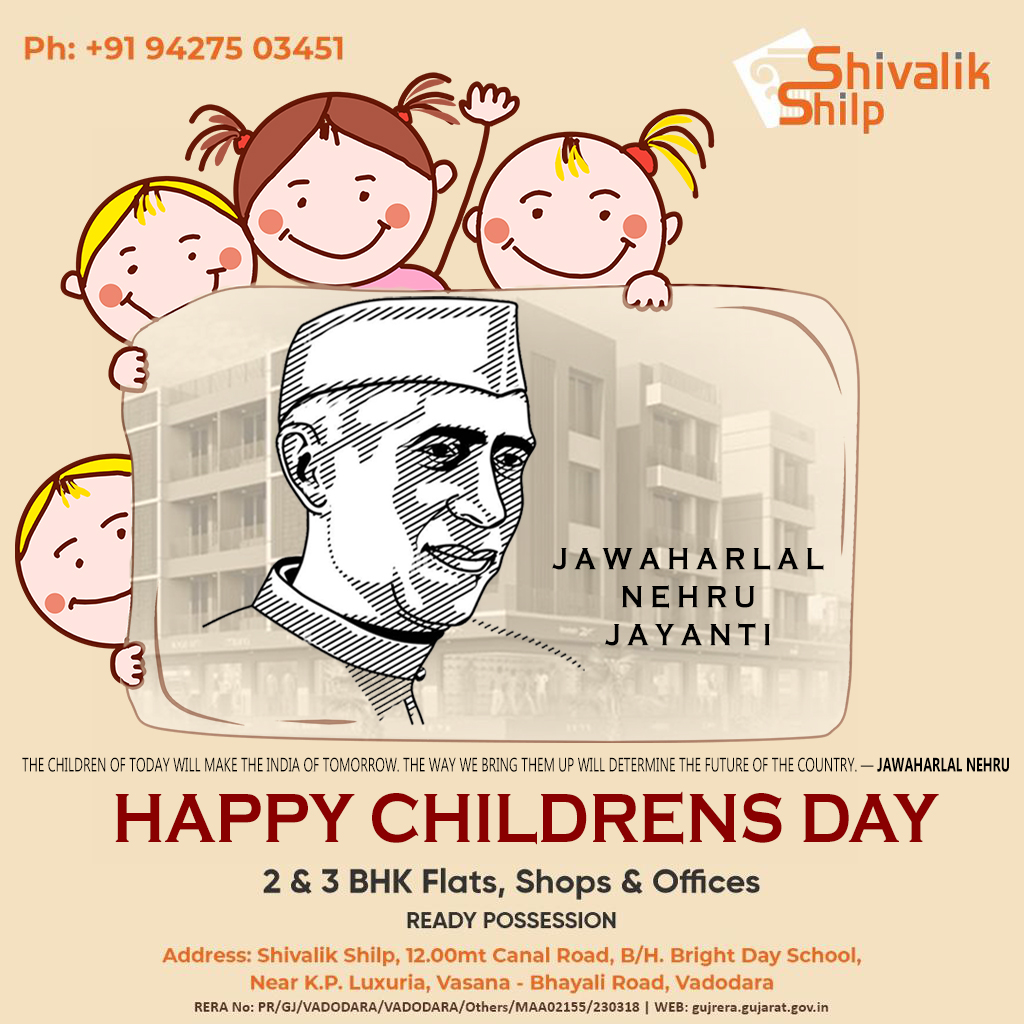 Ph: +91 94275 03451
Shivalik
Shilp
JAWAHARLAL
NEHRU
JAYANTI
THE CHILDREN OF TODAY WILL MAKE THE INDIA OF TOMORROW. THE WAY WE BRING THEM UP WILL DETERMINE THE FUTURE OF THE COUNTRY. — JAWAHARLAL NEHRU
HAPPY CHILDRENS DAY
2 & 3 BHK Flats, Shops & Offices
READY POSSESSION
Address: Shivalik Shilp, 12.00mt Canal Road, B/H. Bright Day School,
Near K.P. Luxuria, Vasana - Bhayali Road, Vadodara
RERA No: PR/GJ/VADODARA/VADODARA/Others/MAA02155/230318 | WEB: gujrera.gujarat.gov.in